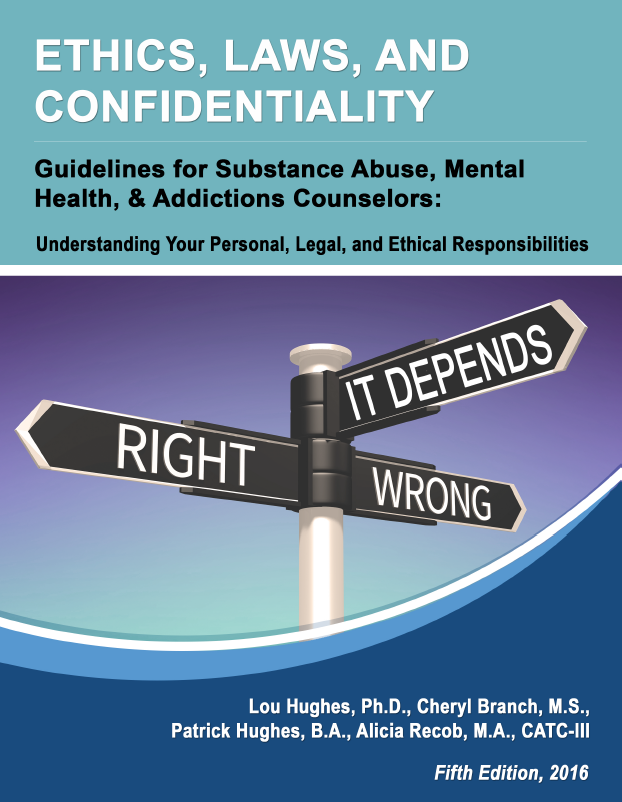 ETHICS, LAWS, AND
CONFIDENTIALITY
Guidelines for Substance Abuse, Mental
Health, & Addictions Counselors:
Understanding Your Personal, Legal, and Ethical Responsibilities
IT DEPENDS
RIGHT
WRONG
Lou Hughes, Ph.D., Cheryl Branch, M.S.,
Patrick Hughes, B.A., Alicia Recob, M.A., CATC-III
Fifth Edition, 2016